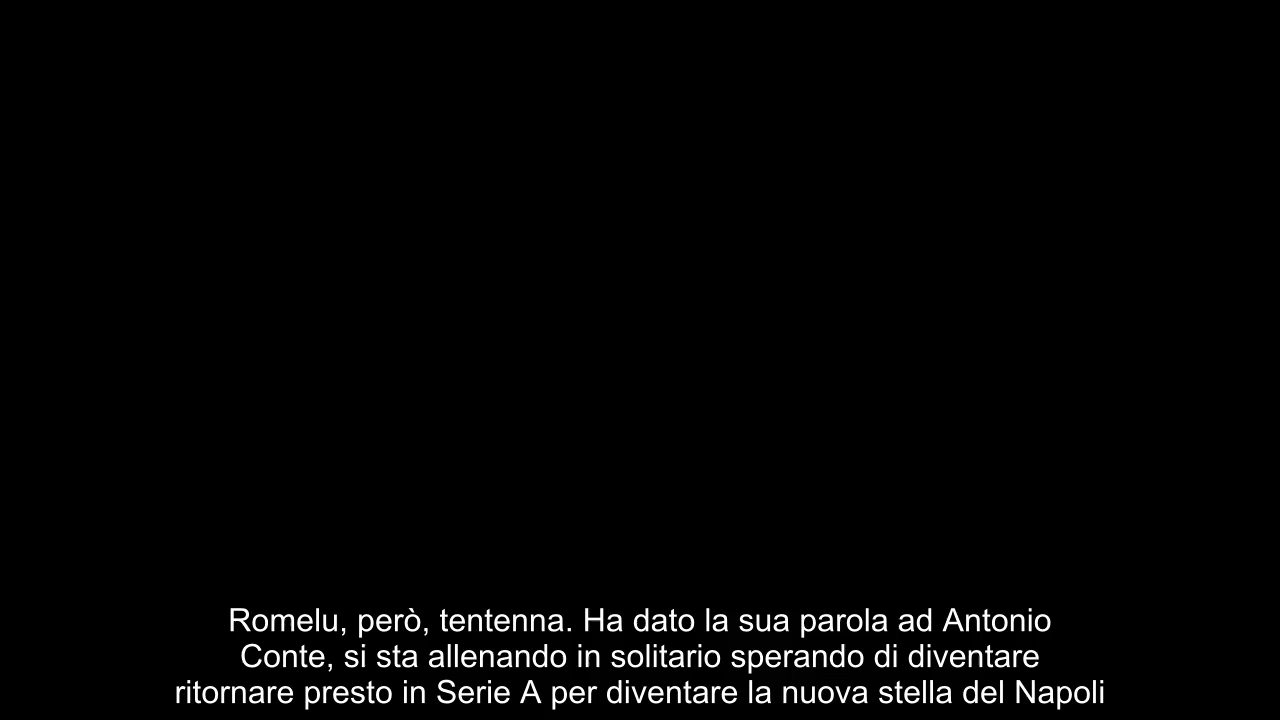 Romelu, però, tentenna. Ha dato la sua parola ad Antonio
Conte, si sta allenando in solitario sperando di diventare
ritornare presto in Serie A per diventare la nuova stella del Napoli